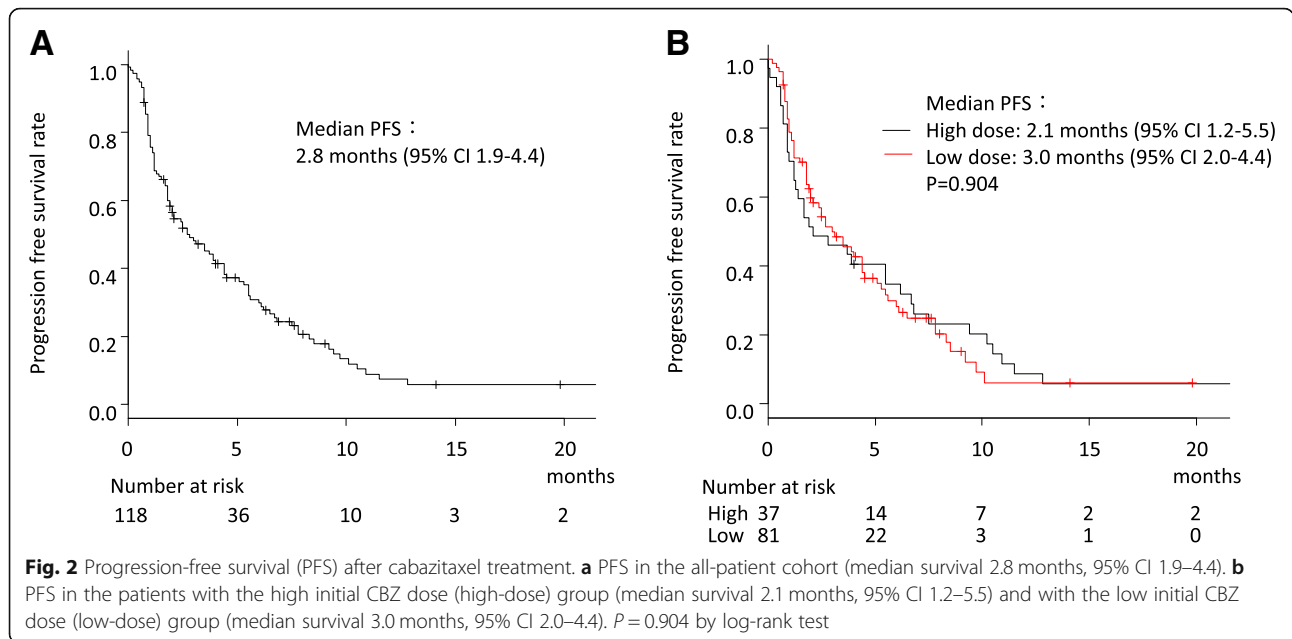 A
Progression free survival rate
1.0
0.8
0.6
0.4
0.2
0.0
Median PFS：
2.8 months (95% CI 1.9-4.4)
0 5 10 15 20
months
Number at risk
118 36 10 3 2
B
Progression free survival rate
1.0
0.8
0.6
0.4
0.2
0.0
Median PFS：
High dose: 2.1 months (95% CI 1.2-5.5)
Low dose: 3.0 months (95% CI 2.0-4.4)
P=0.904
0 5 10 15 20
months
Number at risk
High 37 14 7 2 2
Low 81 22 3 1 0
Fig. 2 Progression-free survival (PFS) after cabazitaxel treatment. a PFS in the all-patient cohort (median survival 2.8 months, 95% CI 1.9–4.4). b
PFS in the patients with the high initial CBZ dose (high-dose) group (median survival 2.1 months, 95% CI 1.2–5.5) and with the low initial CBZ
dose (low-dose) group (median survival 3.0 months, 95% CI 2.0–4.4). P = 0.904 by log-rank test